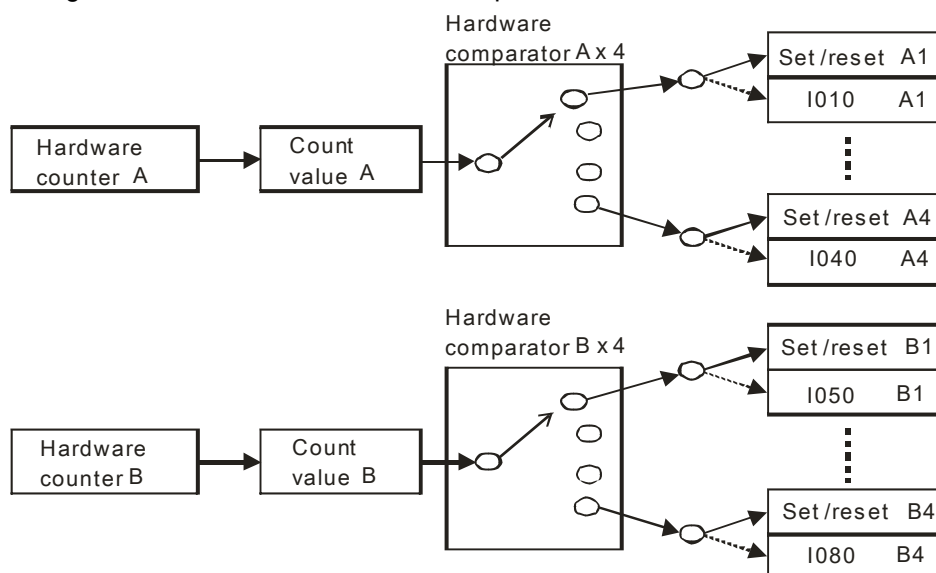 Hardware
comparator A x 4
Set/reset A1
I010 A1
Hardware
counter A
Count
value A
Set/reset A4
I040 A4
Hardware
comparator B x 4
Set/reset B1
I050 B1
Hardware
counter B
Count
value B
Set/reset B4
I080 B4